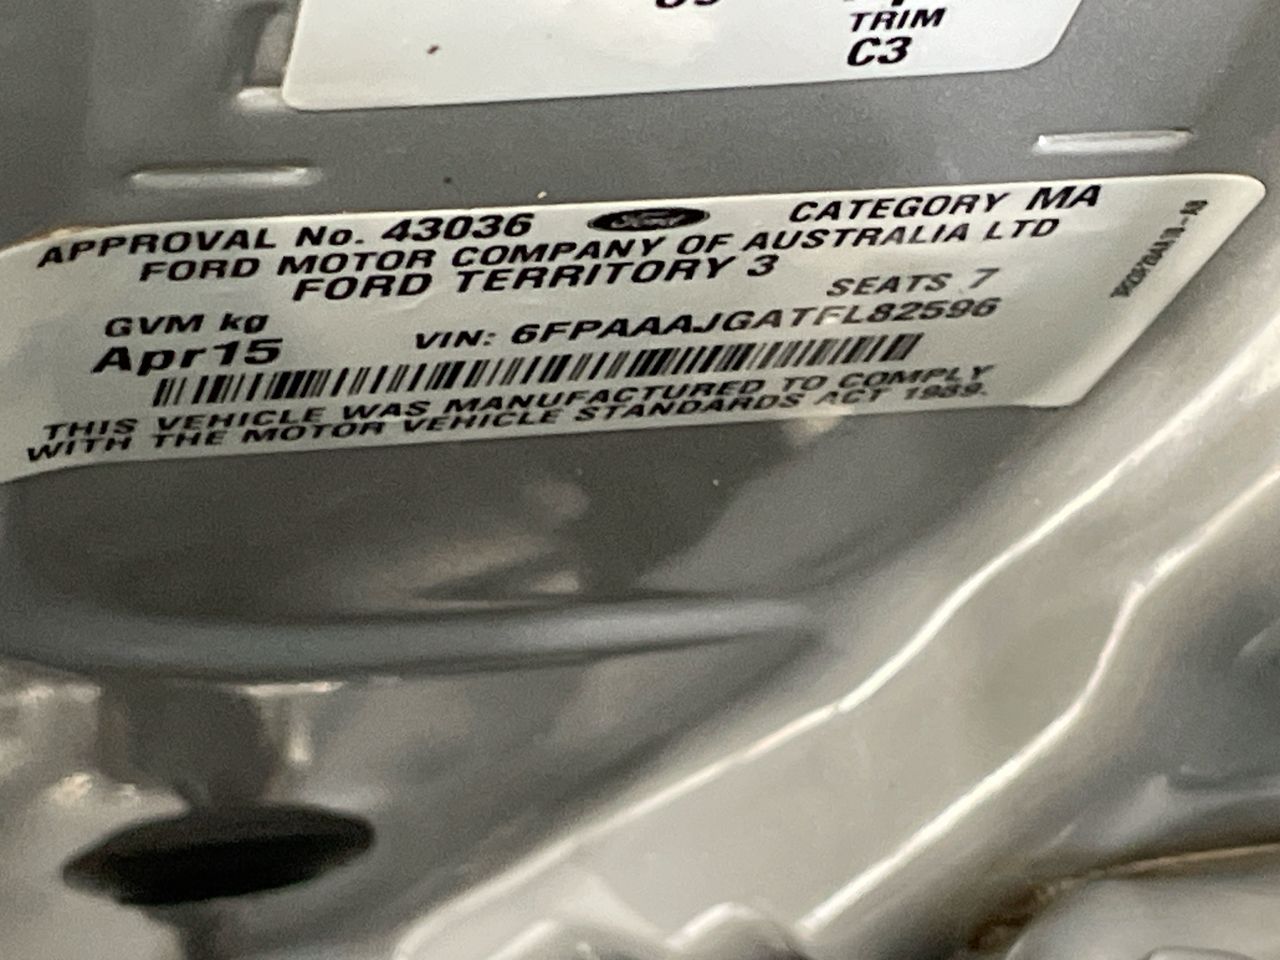 TRIM
C3
APPROVAL No. 43036 Ford CATEGORY MA
FORD MOTOR COMPANY OF AUSTRALIA LTD
FORD TERRITORY 3
SEATS 7
GVM kg
Apr15
VIN: 6FPAAAJGATFL82596
THIS VEHICLE WAS MANUFACTURED TO COMPLY
WITH THE MOTOR VEHICLE STANDARDS ACT 1989.